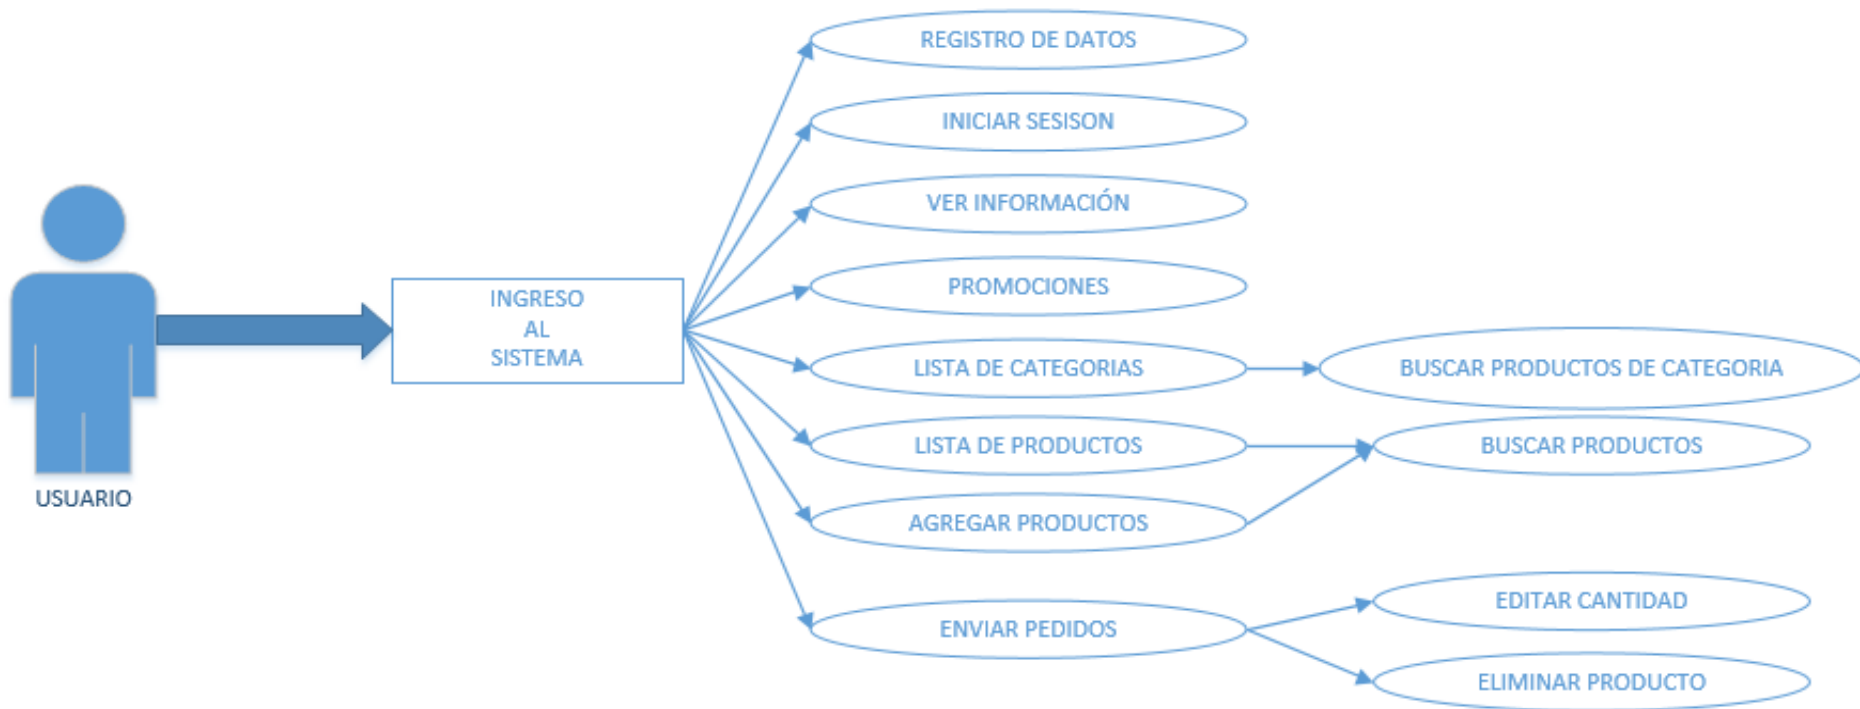 REGISTRO DE DATOS
INICIAR SESISON
VER INFORMACIÓN
PROMOCIONES
INGRESO
AL
SISTEMA
LISTA DE CATEGORIAS
BUSCAR PRODUCTOS DE CATEGORIA
LISTA DE PRODUCTOS
BUSCAR PRODUCTOS
USUARIO
AGREGAR PRODUCTOS
ENVIAR PEDIDOS
EDITAR CANTIDAD
ELIMINAR PRODUCTO